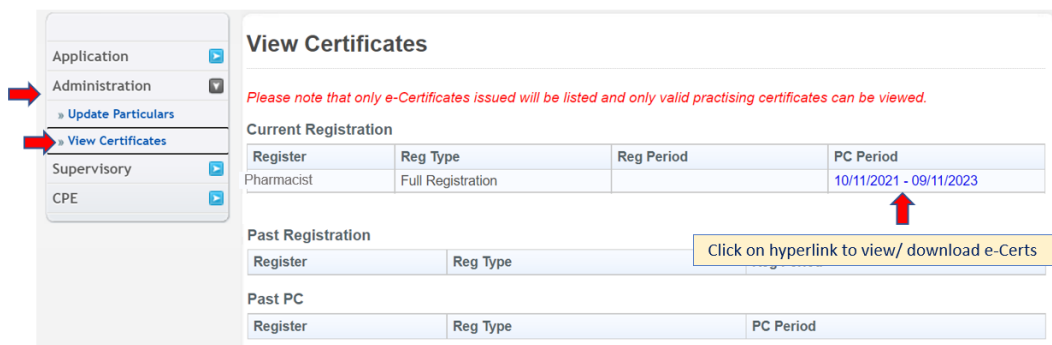 Application
Administration
» Update Particulars
» View Certificates
Supervisory
CPE
View Certificates
Please note that only e-Certificates issued will be listed and only valid practising certificates can be viewed.
Current Registration
Register Reg Type Reg Period PC Period
Pharmacist Full Registration 10/11/2021 - 09/11/2023
Click on hyperlink to view/ download e-Certs
Past Registration
Register Reg Type
Past PC
Register Reg Type PC Period